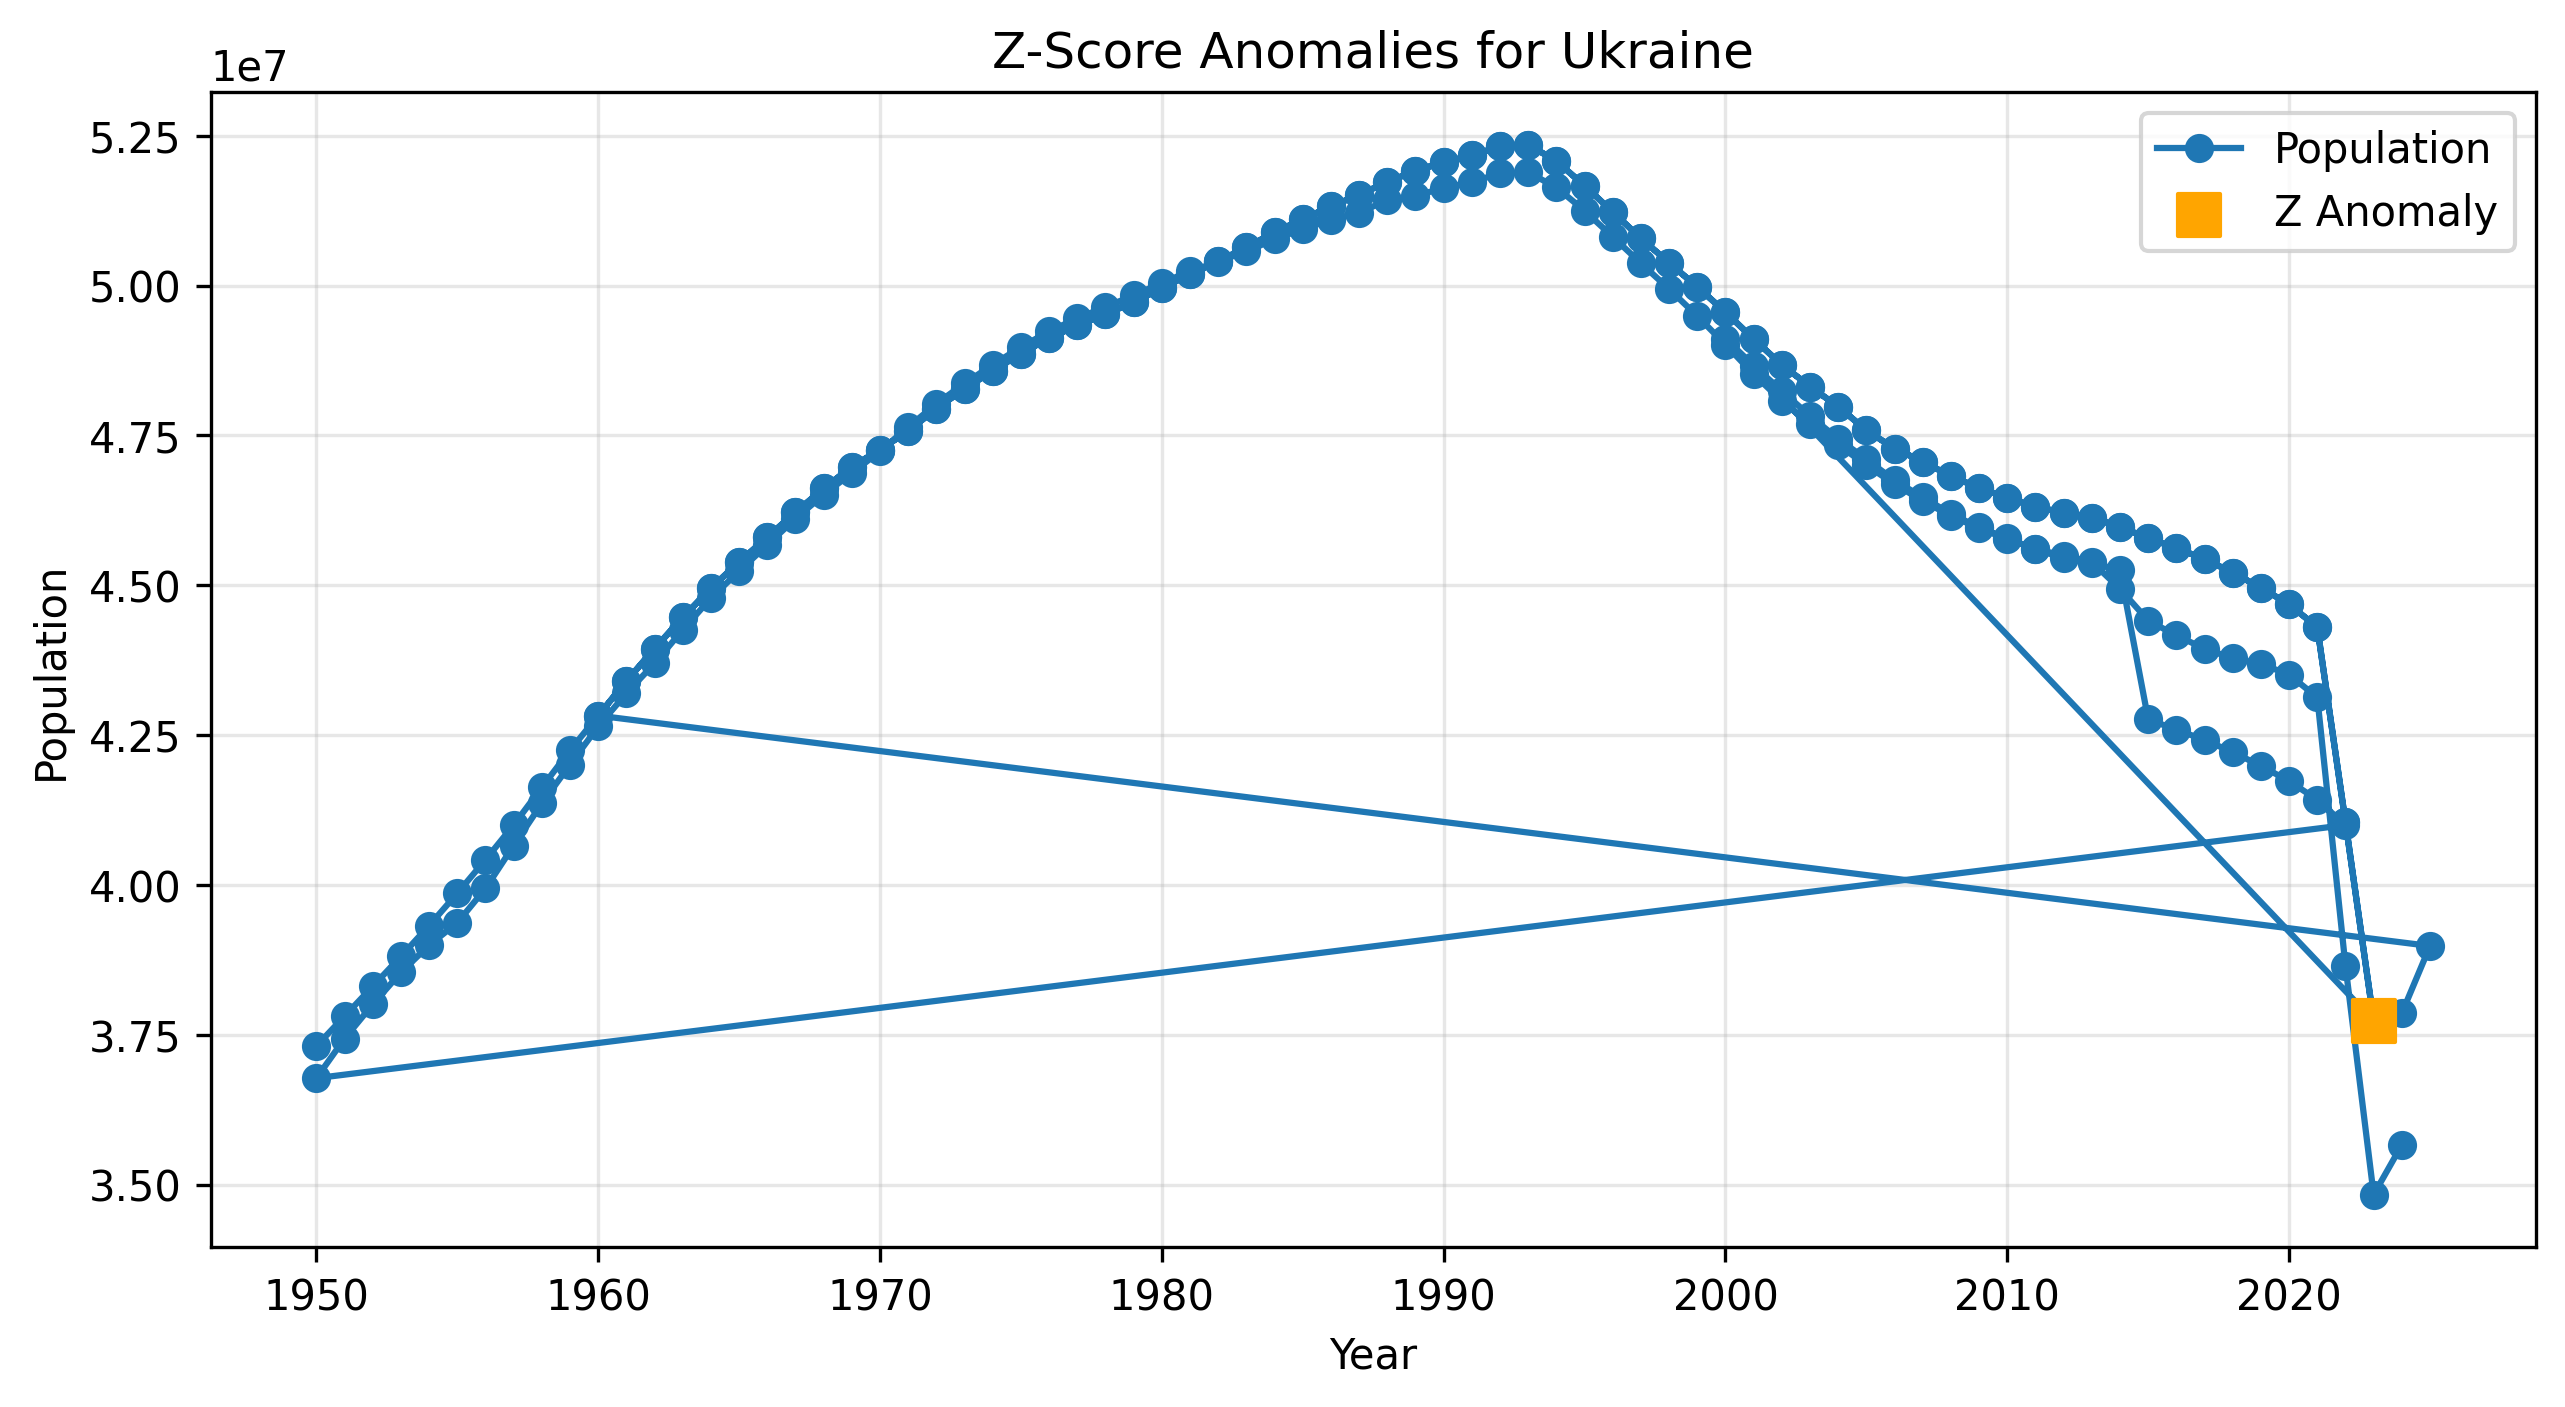 Z-Score Anomalies for Ukraine
1e7
5.25
5.00
4.75
4.50
4.25
4.00
3.75
3.50
Population
Population
Z Anomaly
1950
1960
1970
1980
1990
2000
2010
2020
Year